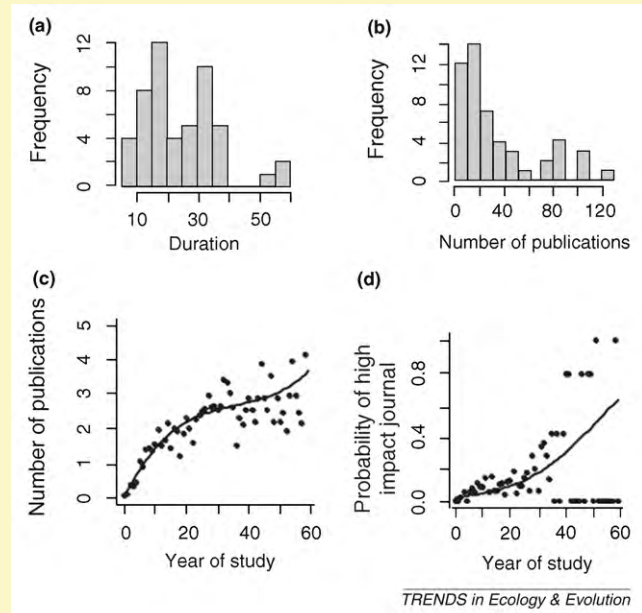 (a)
Frequency
12
8
4
0
10
30
50
Duration
(b)
Frequency
12
8
4
0
0
40
80
120
Number of publications
(c)
Number of publications
5
4
3
2
1
0
0
20
40
60
Year of study
(d)
Probability of high
impact journal
0.8
0.4
0.0
0
20
40
60
Year of study
TRENDS in Ecology & Evolution